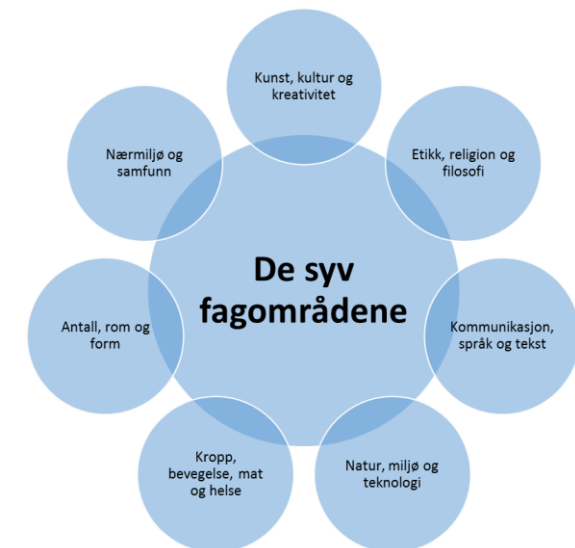 Kunst, kultur og
kreativitet
Etikk, religion og
filosofi
Kommunikasjon,
språk og tekst
Natur, miljø og
teknologi
Kropp,
bevegelse, mat
og helse
Antall, rom og
form
Nærmiljø og
samfunn
De syv
fagområdene